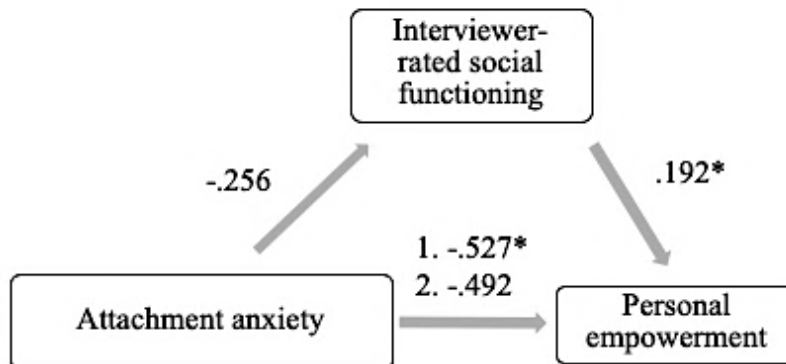 Interviewer-
rated social
functioning
-.256
.192*
1. -.527*
2. -.492
Attachment anxiety
Personal
empowerment